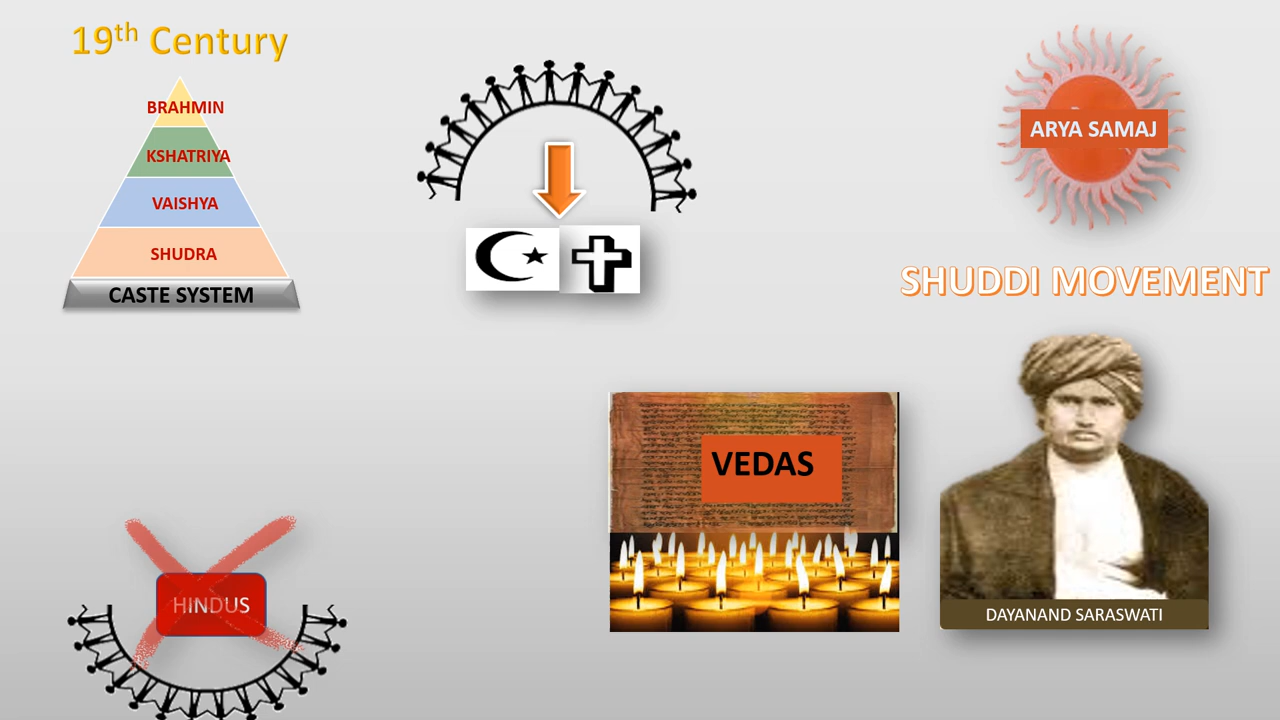 19th Century
BRAHMIN
KSHATRIYA
VAISHYA
SHUDRA
CASTE SYSTEM
ARYA SAMAJ
SHUDDI MOVEMENT
VEDAS
HINDUS
DAYANAND SARASWATI